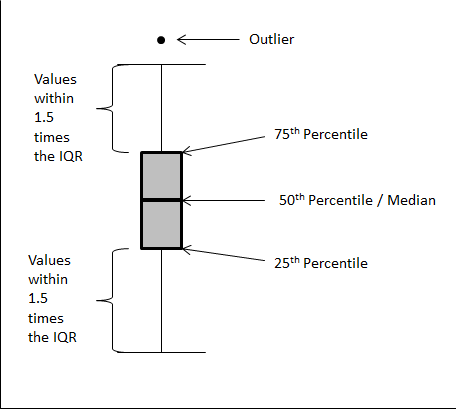 Outlier
Values
within
1.5
times
the IQR
75th Percentile
50th Percentile / Median
25th Percentile
Values
within
1.5
times
the IQR